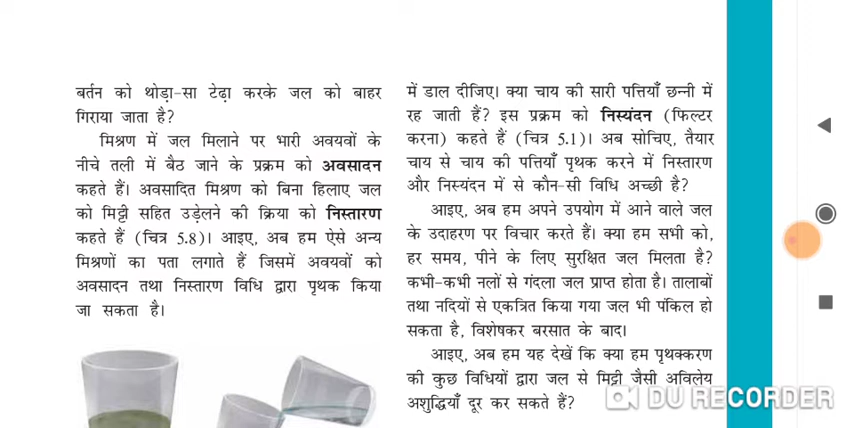 बर्तन को थोड़ा-सा टेढ़ा करके जल को बाहर
गिराया जाता है?
मिश्रण में जल मिलाने पर भारी अवयवों के
नीचे तली में बैठ जाने के प्रक्रम को अवसादन
कहते हैं। अवसादित मिश्रण को बिना हिलाए जल
को मिट्टी सहित उड़ेलने की क्रिया को निस्तारण
कहते हैं (चित्र 5.8)। आइए, अब हम ऐसे अन्य
मिश्रणों का पता लगाते हैं जिसमें अवयवों को
अवसादन तथा निस्तारण विधि द्वारा पृथक किया
जा सकता है।
में डाल दीजिए। क्या चाय की सारी पत्तियाँ छन्नी में
रह जाती हैं? इस प्रक्रम को निस्यंदन (फिल्टर
करना) कहते हैं (चित्र 5.1)। अब सोचिए, तैयार
चाय से चाय की पत्तियाँ पृथक करने में निस्तारण
और निस्यंदन में से कौन-सी विधि अच्छी है?
आइए, अब हम अपने उपयोग में आने वाले जल
के उदाहरण पर विचार करते हैं। क्या हम सभी को,
हर समय, पीने के लिए सुरक्षित जल मिलता है?
कभी-कभी नलों से गंदला जल प्राप्त होता है। तालाबों
तथा नदियों से एकत्रित किया गया जल भी पंकिल हो
सकता है, विशेषकर बरसात के बाद।
आइए, अब हम यह देखें कि क्या हम पृथक्करण
की कुछ विधियों द्वारा जल से मिट्टी जैसी अविलेय
अशुद्धियाँ दूर कर सकते हैं?
DU RECORDER